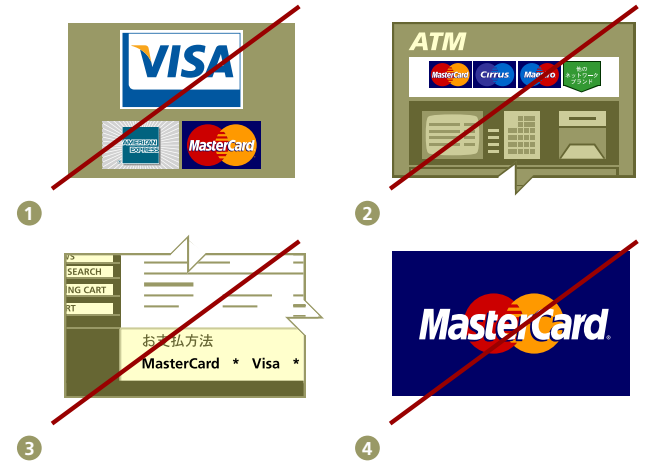 VISA
AMERICAN
EXPRESS
MasterCard
1
ATM
MasterCard
Cirrus
Maestro
他の
ネットワーク
ブランド
2
SEARCH
NG CART
RT
お支払方法
MasterCard * Visa *
3
MasterCard®
4